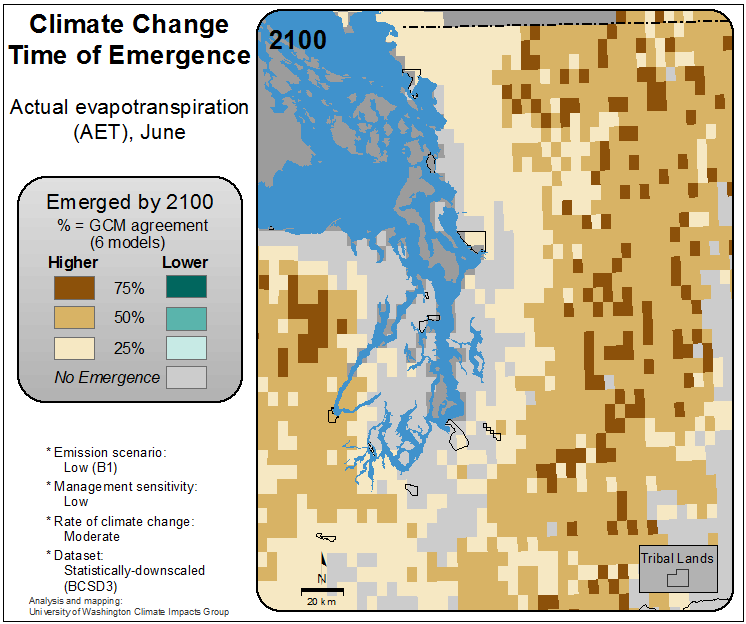 Climate Change
Time of Emergence
Actual evapotranspiration
(AET), June
Emerged by 2100
% = GCM agreement
(6 models)
Higher Lower
75%
50%
25%
No Emergence
* Emission scenario:
Low (B1)
* Management sensitivity:
Low
* Rate of climate change:
Moderate
* Dataset:
Statistically-downscaled
(BCSD3)
Analysis and mapping:
University of Washington Climate Impacts Group
2100
N
20 km
Tribal Lands